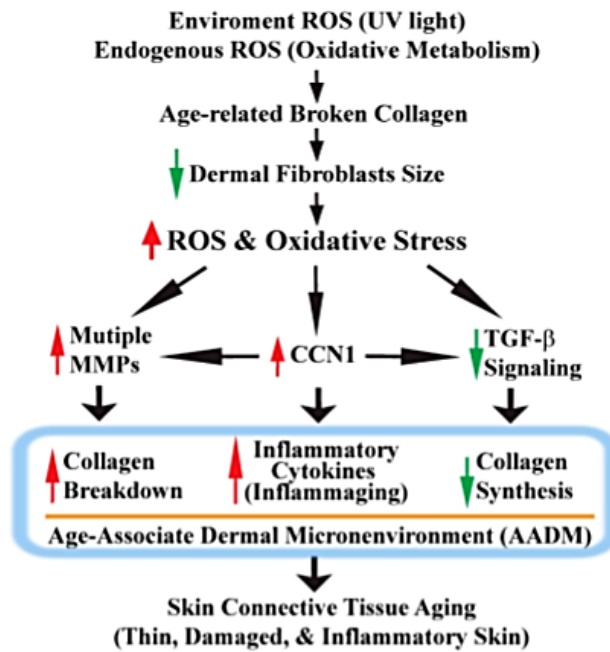 Enviroment ROS (UV light)
Endogenous ROS (Oxidative Metabolism)
Age-related Broken Collagen
Dermal Fibroblasts Size
ROS & Oxidative Stress
Mutiple
MMPs
CCN1
TGF-β
Signaling
Collagen
Breakdown
Inflammatory
Cytokines
(Inflammaging)
Collagen
Synthesis
Age-Associate Dermal Micronenvironment (AADM)
Skin Connective Tissue Aging
(Thin, Damaged, & Inflammatory Skin)